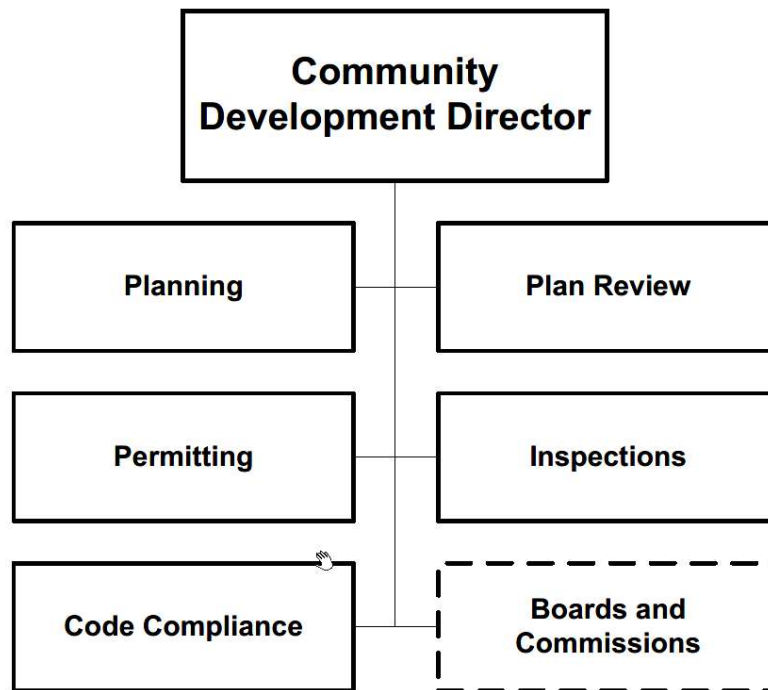 Community
Development Director
Planning
Plan Review
Permitting
Inspections
Code Compliance
Boards and
Commissions